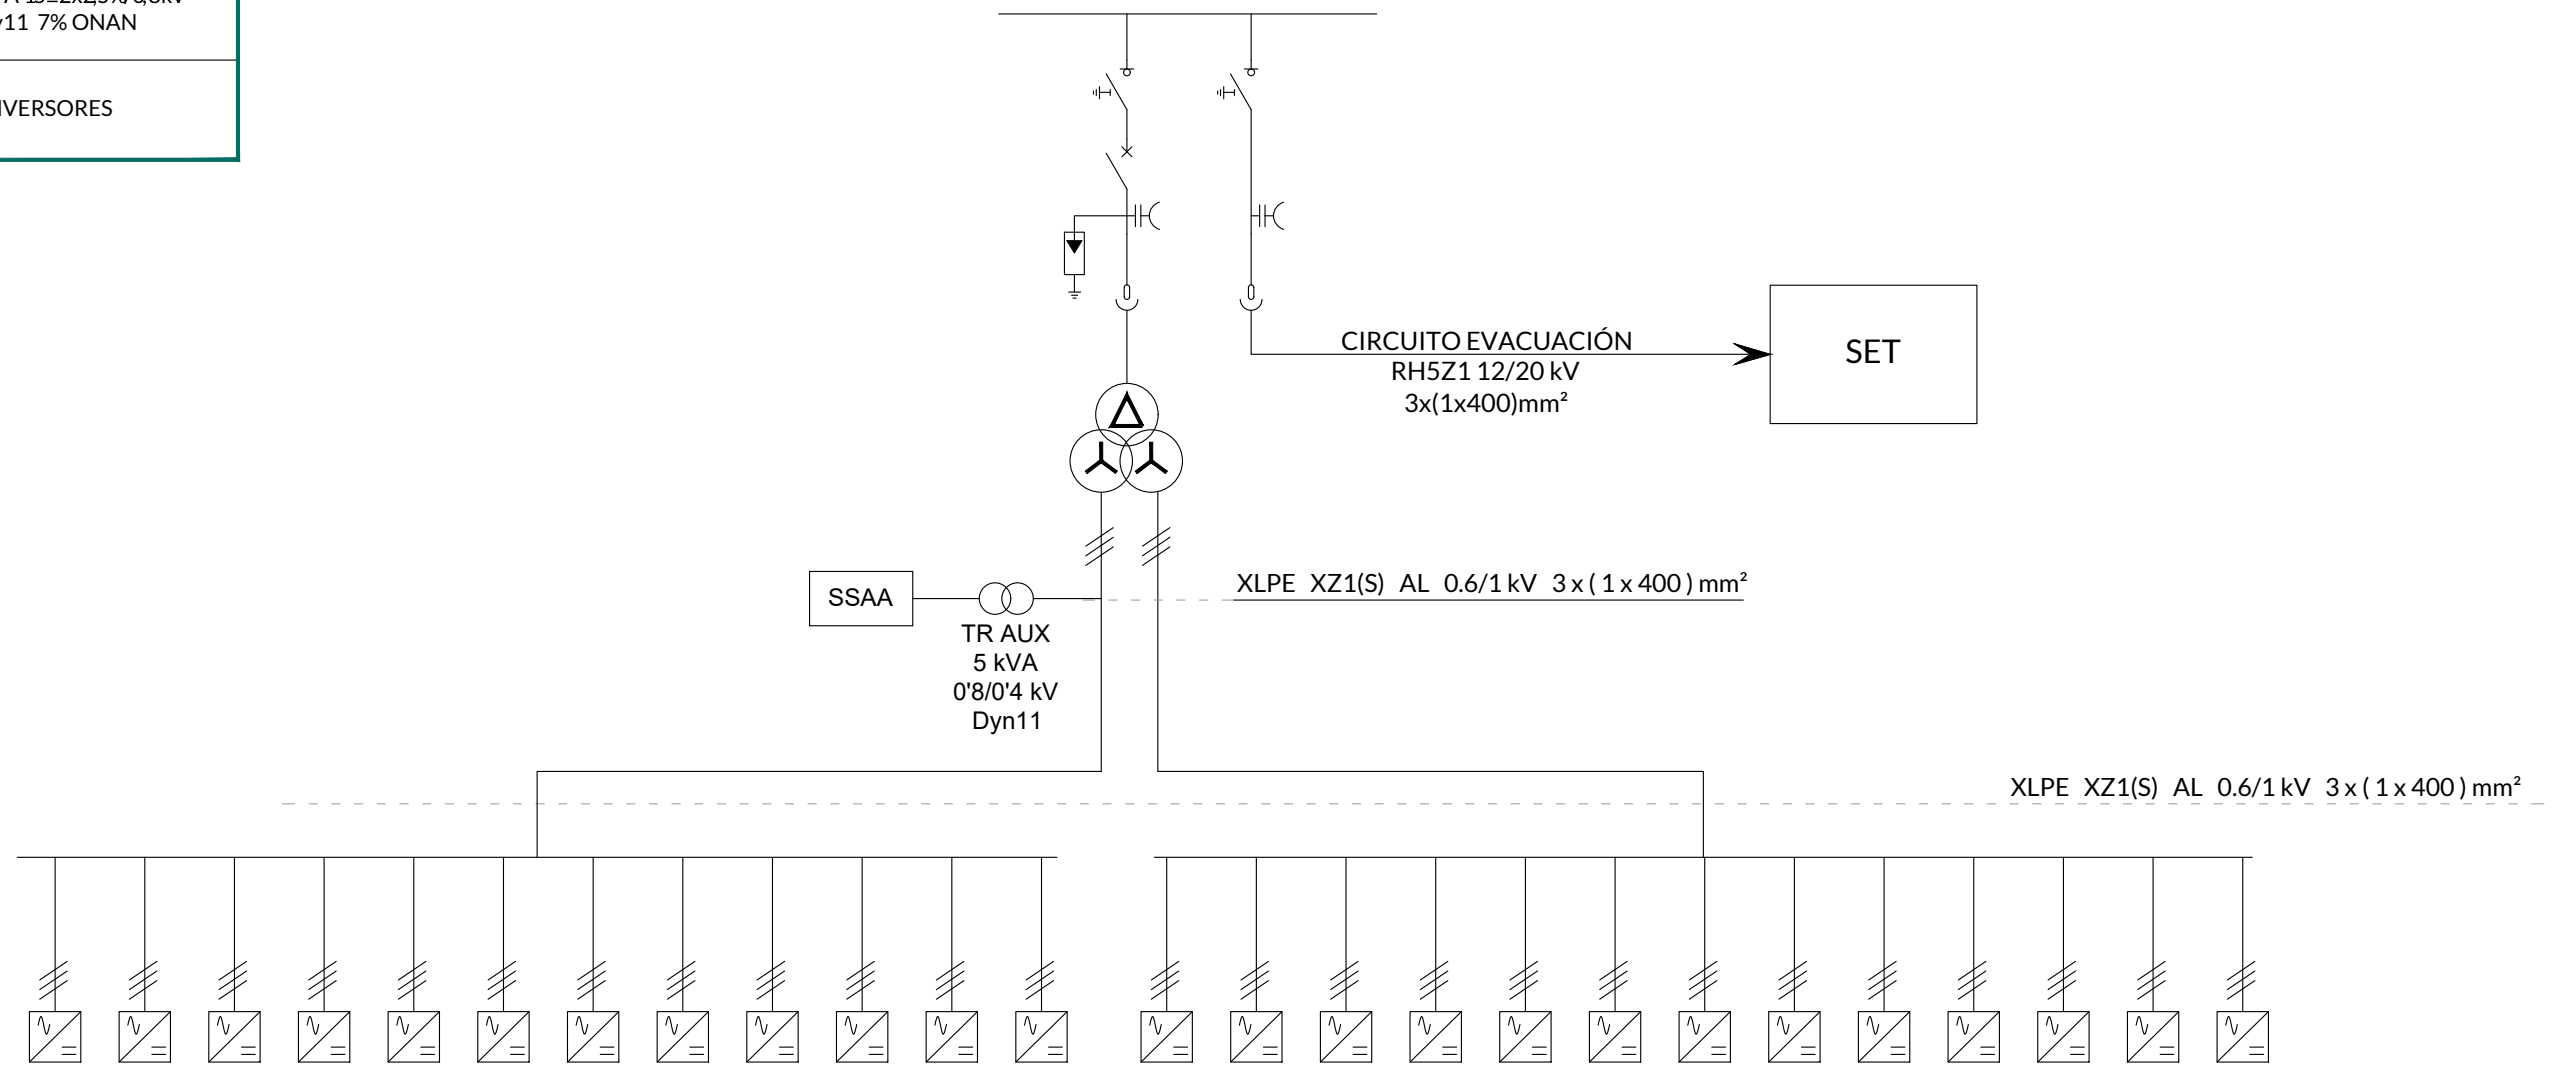 7% ONAN
CIRCUITO EVACUACIÓN
RH5Z1 12/20 kV
3x(1x400)mm²
SET
XLPE XZ1(S) AL 0.6/1 kV 3 x ( 1 x 400 ) mm²
SSAA
TR AUX
5 kVA
0'8/0'4 kV
Dyn11
XLPE XZ1(S) AL 0.6/1 kV 3 x ( 1 x 400 ) mm²